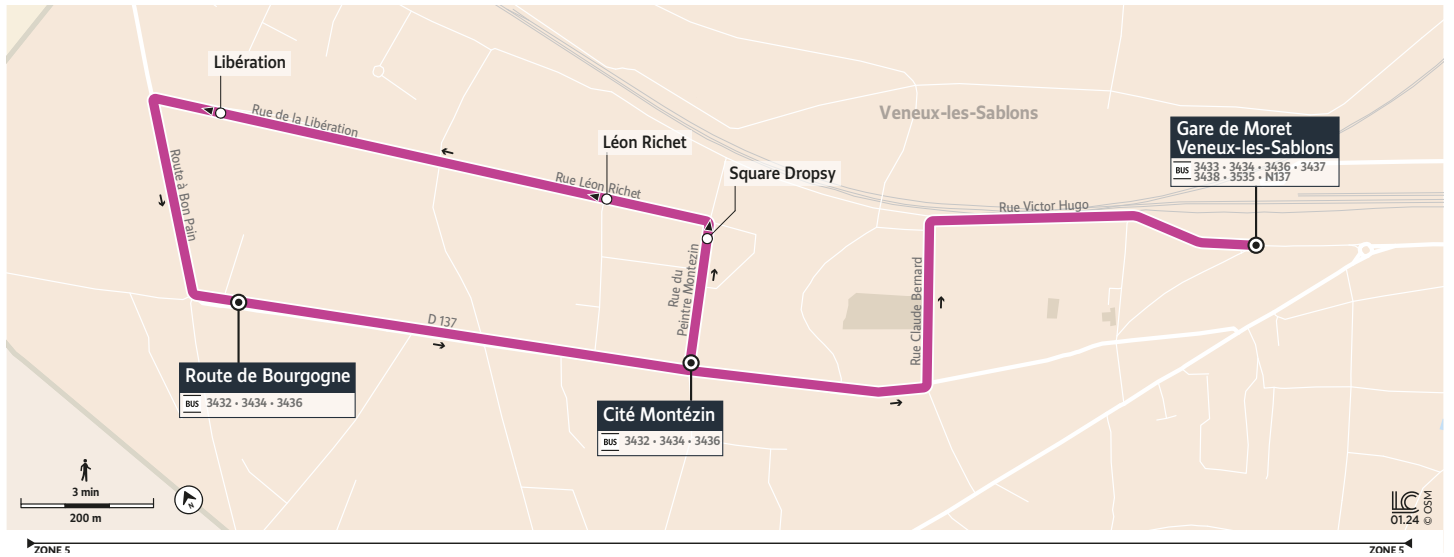 Libération
Rue de la Libération
Veneux-les-Sablons
Gare de Moret
Veneux-les-Sablons
BUS 3433 • 3434 • 3436 • 3437
3438 • 3535 • N137
Léon Richet
Rue Léon Richet
Square Dropsy
Route à Bon Pain
Rue Victor Hugo
Rue du
Peintre Montezin
Rue Claude Bernard
D 137
Route de Bourgogne
BUS 3432 • 3434 • 3436
Cité Montézin
BUS 3432 • 3434 • 3436
3 min
200 m
N
LC
01.24 © OSM
ZONE 5
ZONE 5